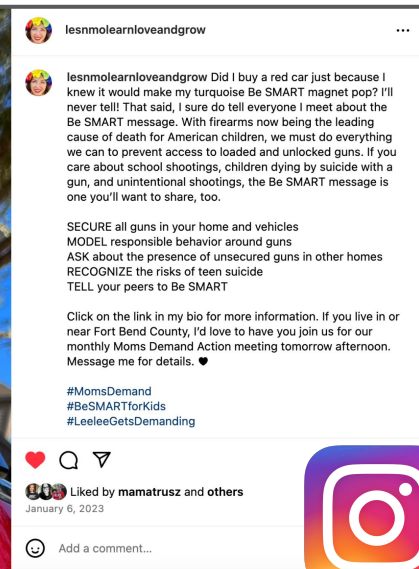 lesnmolearnloveandgrow
lesnmolearnloveandgrow Did I buy a red car just because I
knew it would make my turquoise Be SMART magnet pop? I'll
never tell! That said, I sure do tell everyone I meet about the
Be SMART message. With firearms now being the leading
cause of death for American children, we must do everything
we can to prevent access to loaded and unlocked guns. If you
care about school shootings, children dying by suicide with a
gun, and unintentional shootings, the Be SMART message is
one you'll want to share, too.
SECURE all guns in your home and vehicles
MODEL responsible behavior around guns
ASK about the presence of unsecured guns in other homes
RECOGNIZE the risks of teen suicide
TELL your peers to Be SMART
Click on the link in my bio for more information. If you live in or
near Fort Bend County, I'd love to have you join us for our
monthly Moms Demand Action meeting tomorrow afternoon.
Message me for details. 🖤
#MomsDemand
#BeSMARTforKids
#LeeleeGetsDemanding
Liked by mamatrusz and others
January 6, 2023
Add a comment...